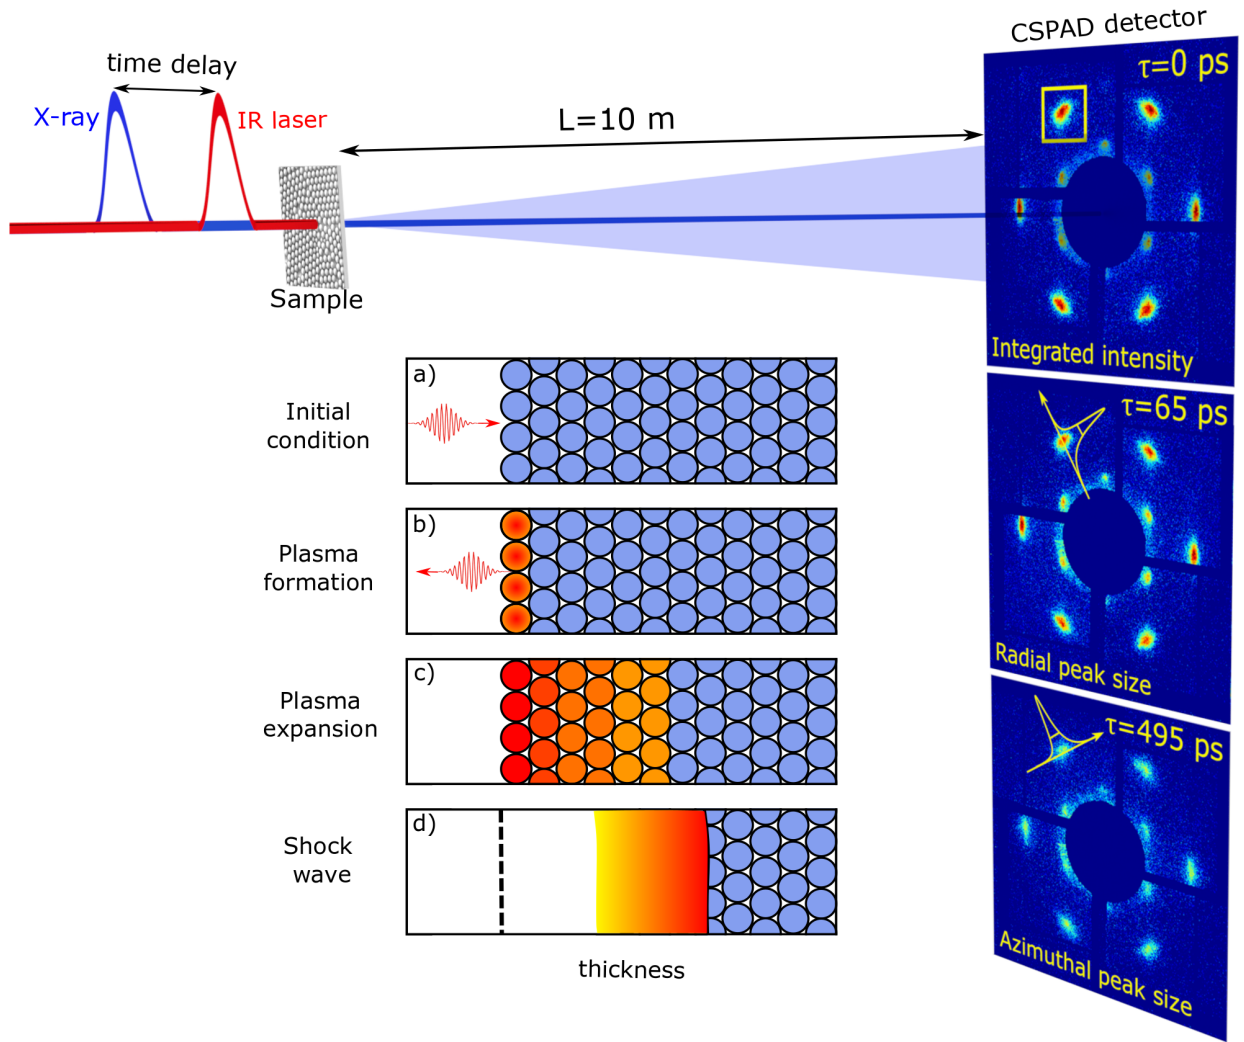 CSPAD detector
time delay
X-ray
IR laser
L=10 m
Sample
τ=0 ps
Integrated intensity
τ=65 ps
Radial peak size
τ=495 ps
Azimuthal peak size
Initial
condition
a)
Plasma
formation
b)
Plasma
expansion
c)
Shock
wave
d)
thickness